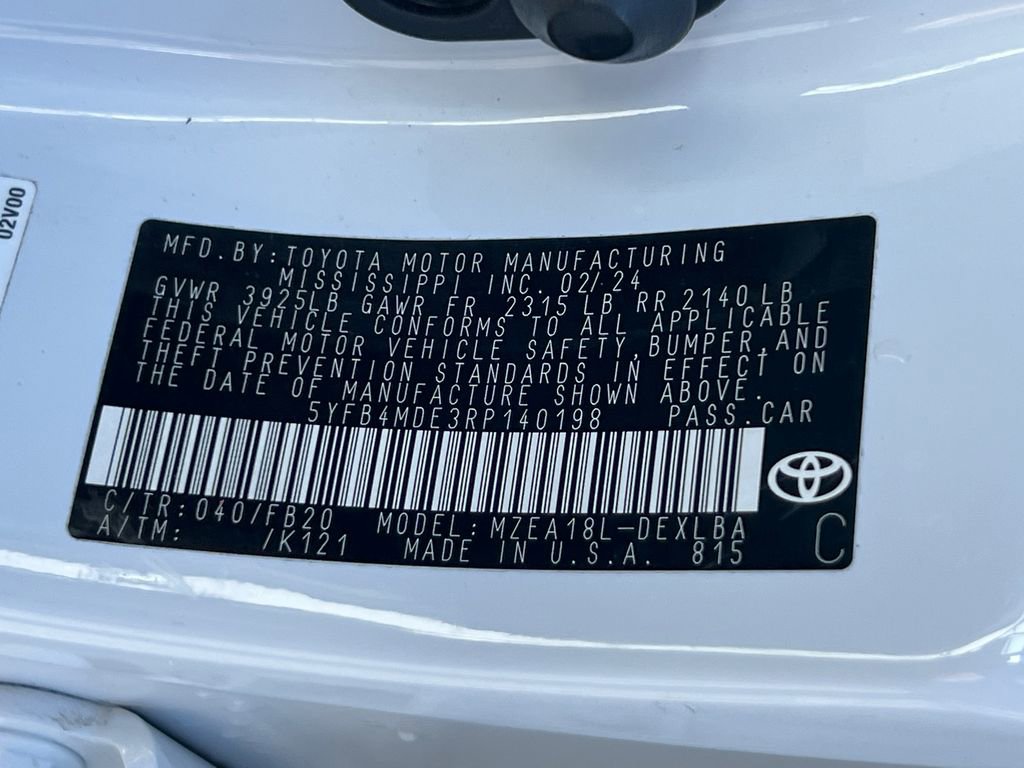 02V00
MFD.BY:TOYOTA MOTOR MANUFACTURING
MISSISSIPPI INC. 02/24
GVWR 3925LB GAWR FR 2315 LB RR 2140LB
THIS VEHICLE CONFORMS TO ALL APPLICABLE
FEDERAL MOTOR VEHICLE SAFETY,BUMPER,AND
THEFT PREVENTION STANDARDS IN EFFECT ON
THE DATE OF MANUFACTURE SHOWN ABOVE.
5YFB4MDE3RP140198 PASS.CAR
C/TR:040/FB20 MODEL:MZEA18L-DEXLBA
A/TM: /K121 MADE IN U.S.A. 815 C